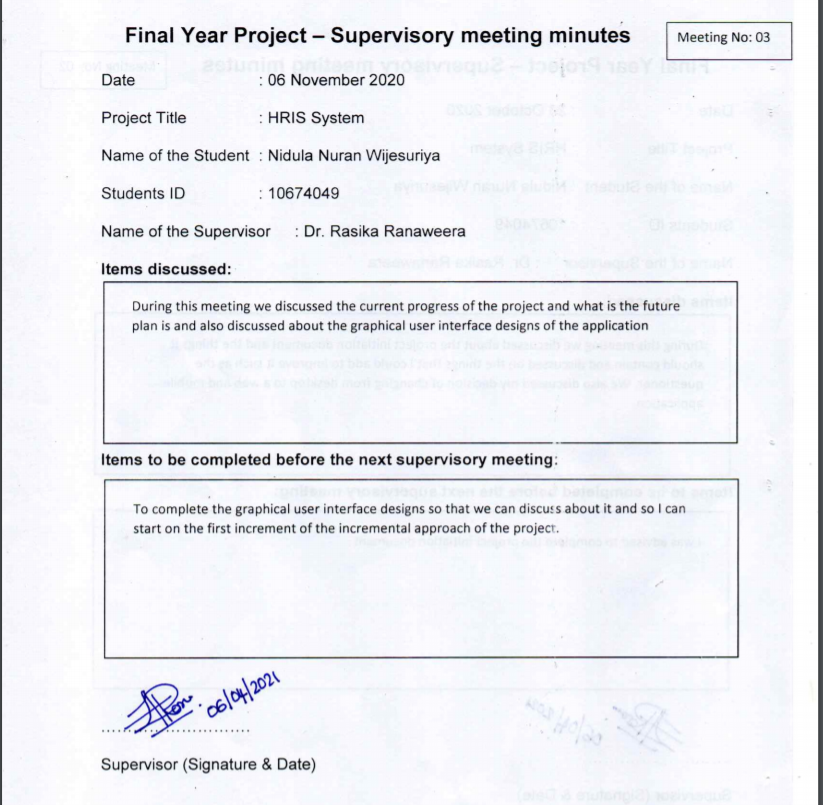 Final Year Project – Supervisory meeting minutes
Meeting No: 03
Date : 06 November 2020
Project Title : HRIS System
Name of the Student : Nidula Nuran Wijesuriya
Students ID : 10674049
Name of the Supervisor : Dr. Rasika Ranaweera
Items discussed:
During this meeting we discussed the current progress of the project and what is the future
plan is and also discussed about the graphical user interface designs of the application
Items to be completed before the next supervisory meeting:
To complete the graphical user interface designs so that we can discuss about it and so I can
start on the first increment of the incremental approach of the project.
06/04/2021
Supervisor (Signature & Date)